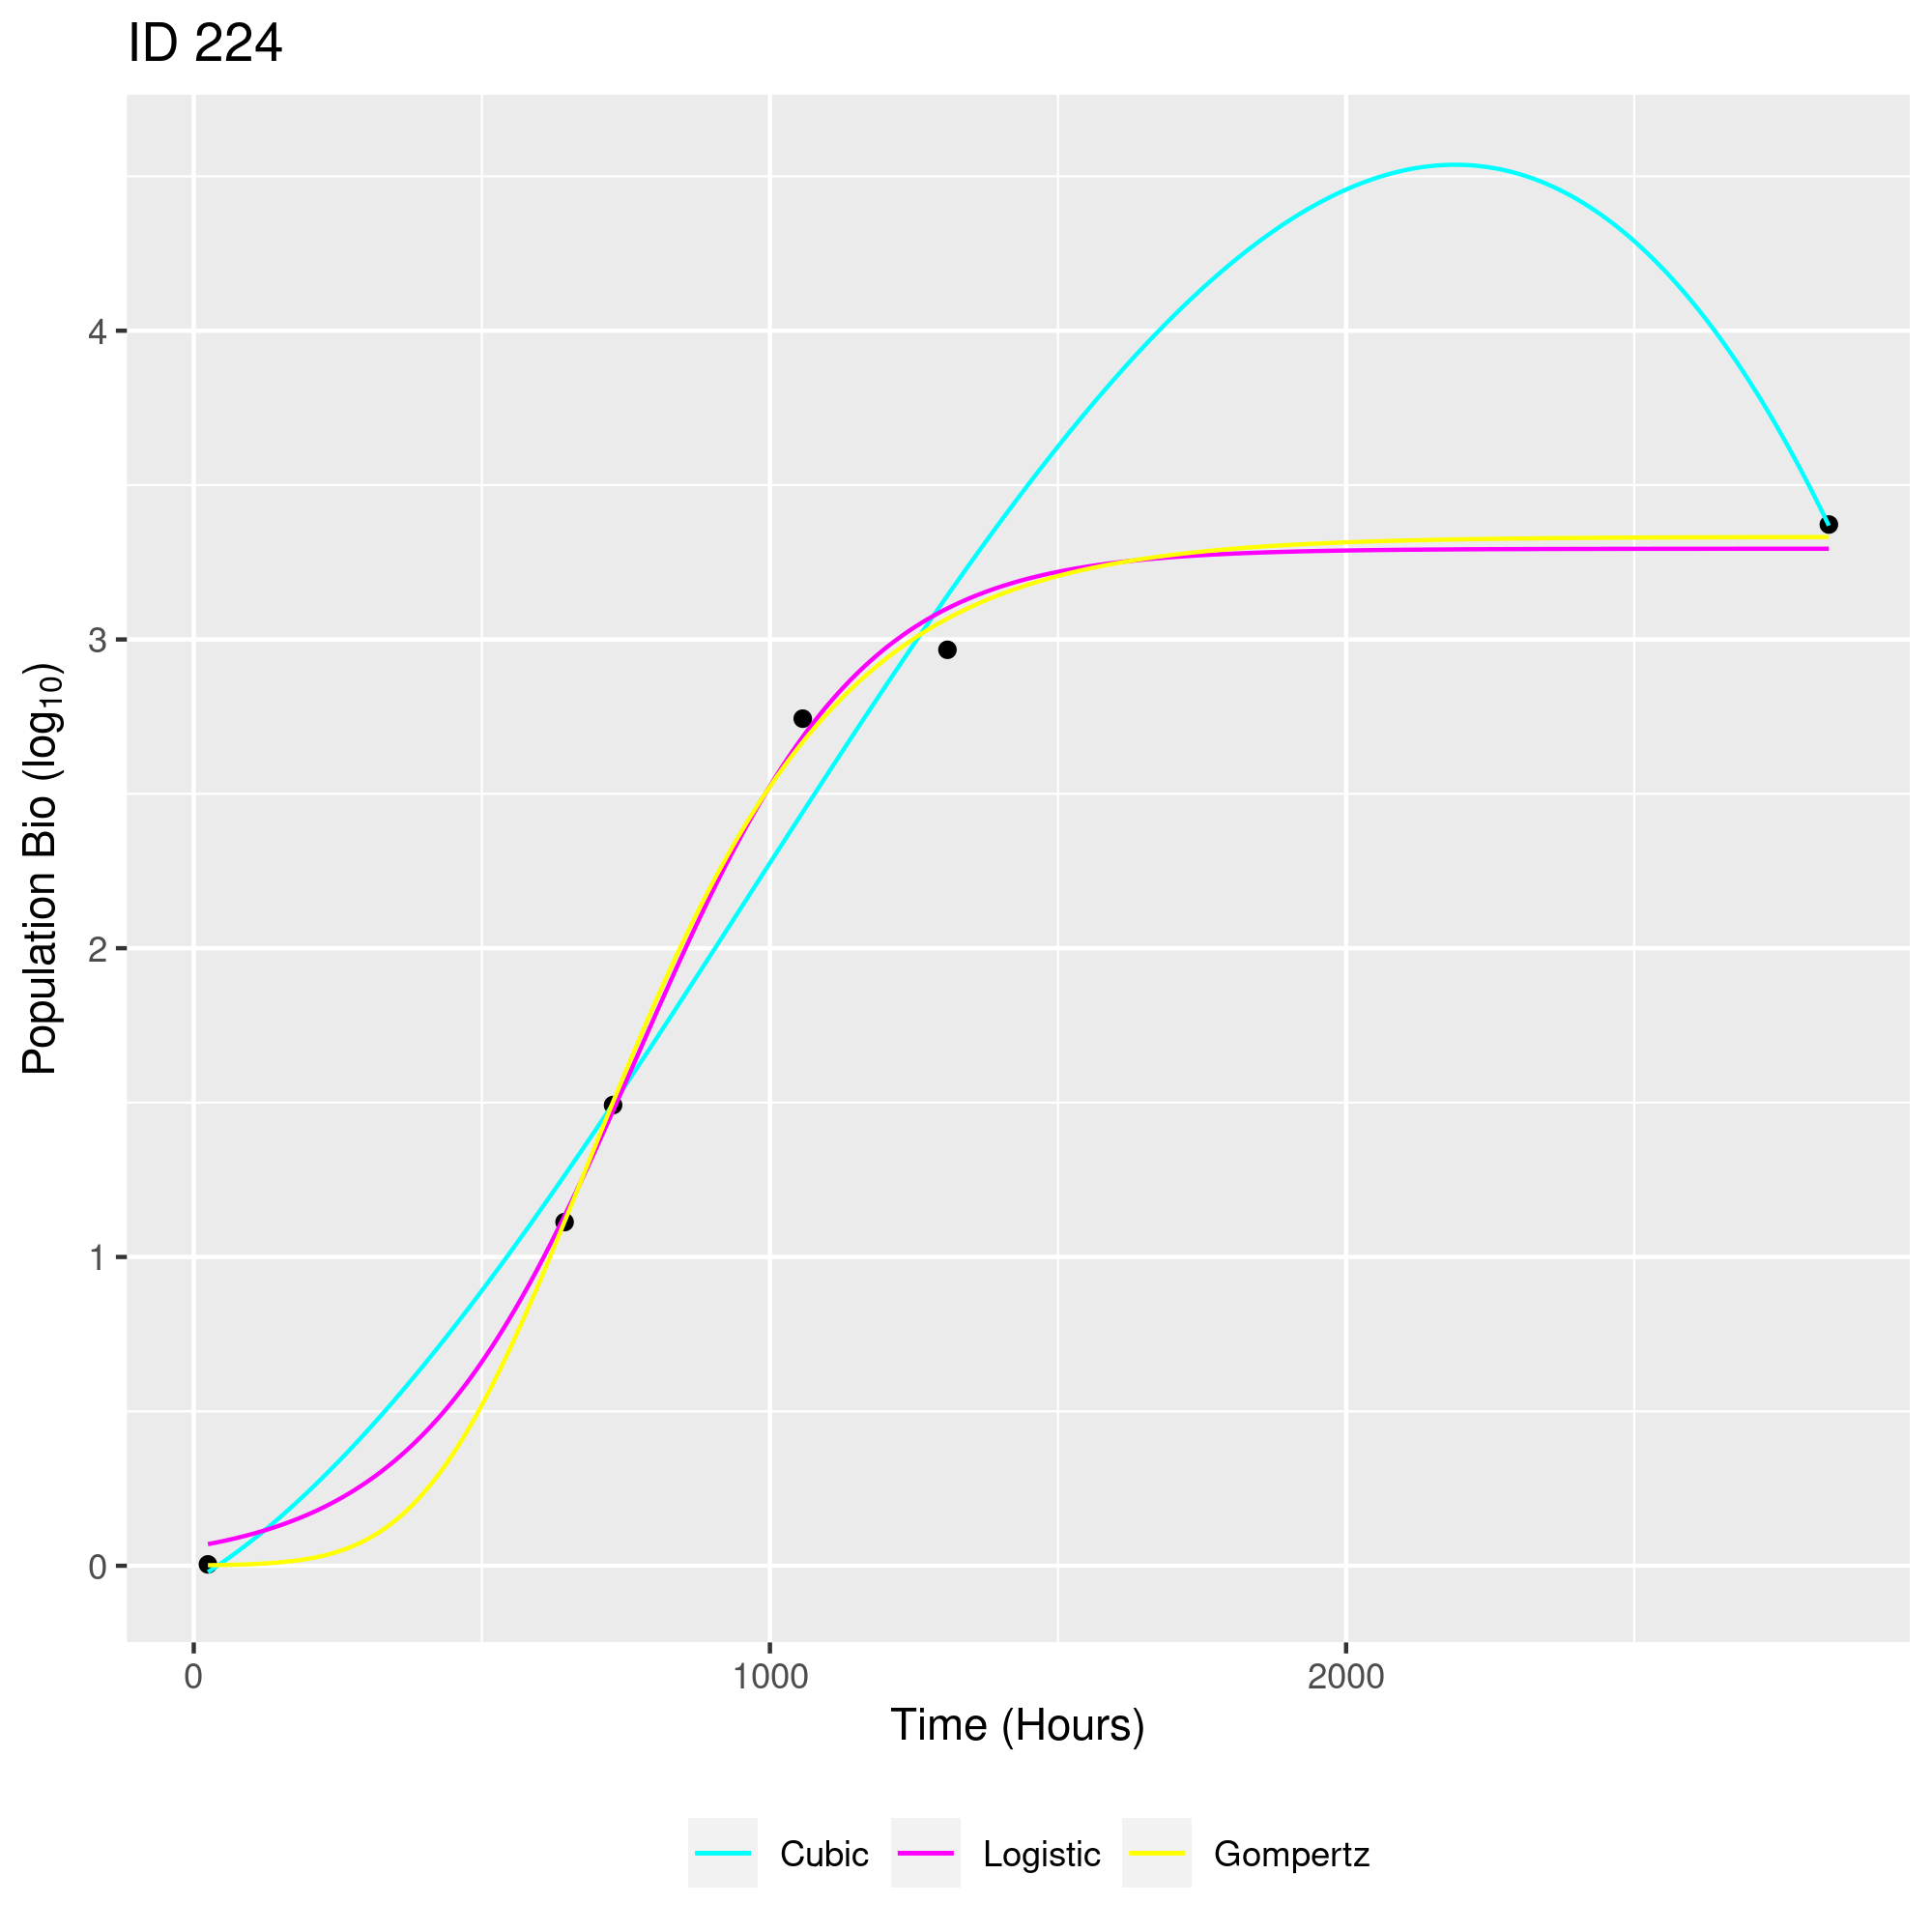 ID 224
Population Bio (log₁₀)
4
3
2
1
0
0 1000 2000
Time (Hours)
Cubic Logistic Gompertz